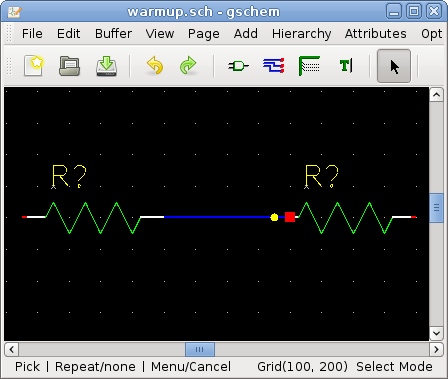 warmup.sch - gschem
File Edit Buffer View Page Add Hierarchy Attributes Opt
T
R? R?
Pick | Repeat/none | Menu/Cancel Grid(100, 200) Select Mode